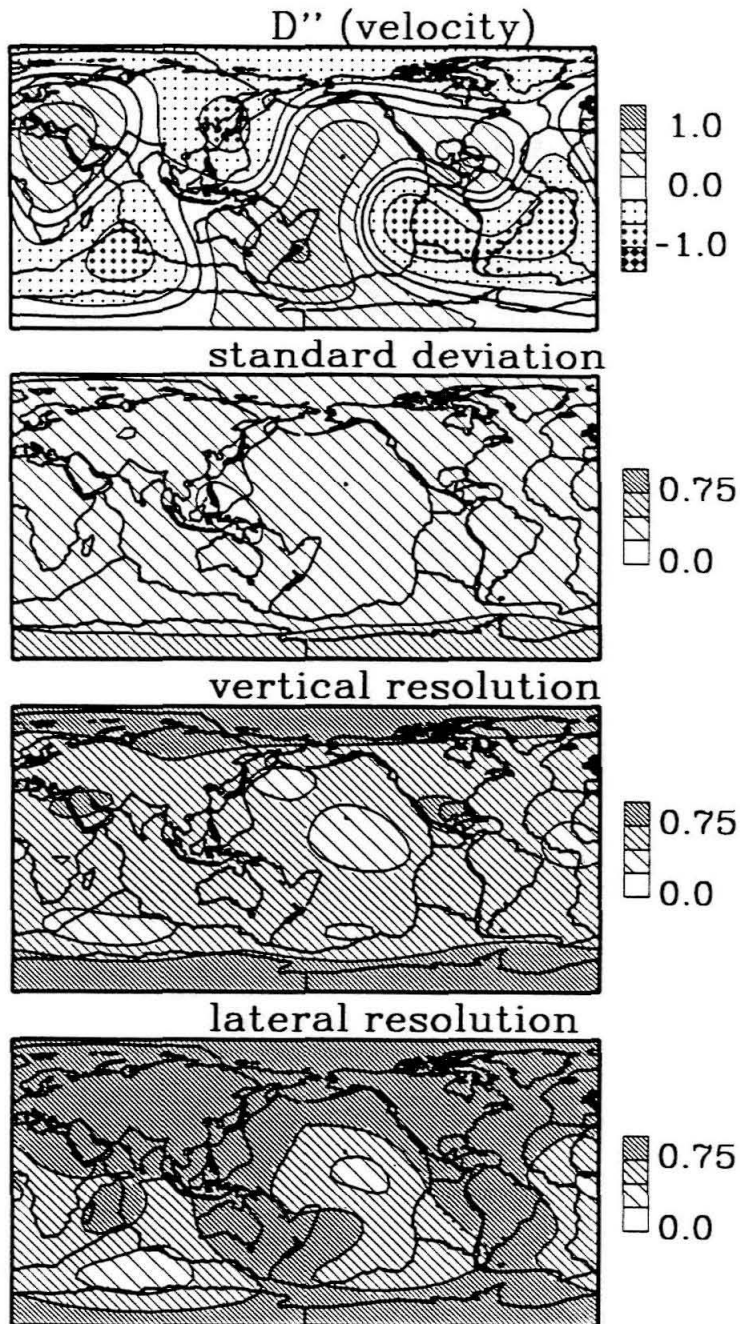 D'' (velocity)
1.0
0.0
-1.0
standard deviation
0.75
0.0
vertical resolution
0.75
0.0
lateral resolution
0.75
0.0